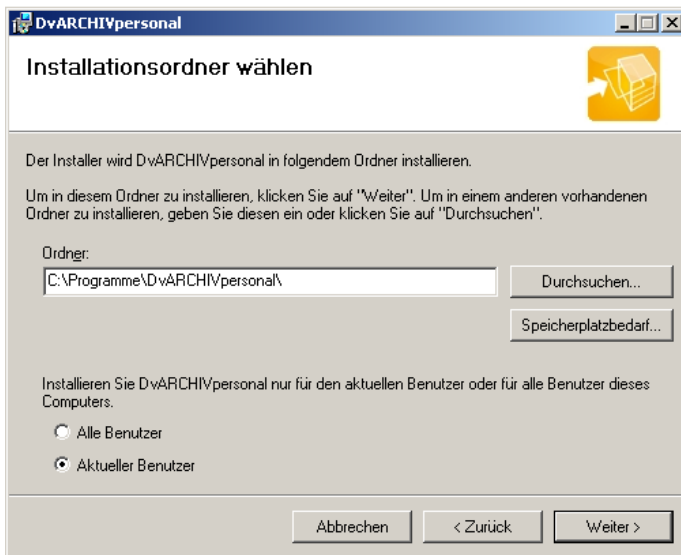 DvARCHIVpersonal
Installationsordner wählen
Der Installer wird DvARCHIVpersonal in folgendem Ordner installieren.
Um in diesem Ordner zu installieren, klicken Sie auf "Weiter". Um in einem anderen vorhandenen
Ordner zu installieren, geben Sie diesen ein oder klicken Sie auf "Durchsuchen".
Ordner:
C:\Programme\DvARCHIVpersonal\
Durchsuchen...
Speicherplatzbedarf...
Installieren Sie DvARCHIVpersonal nur für den aktuellen Benutzer oder für alle Benutzer dieses
Computers.
Alle Benutzer
Aktueller Benutzer
Abbrechen
< Zurück
Weiter >